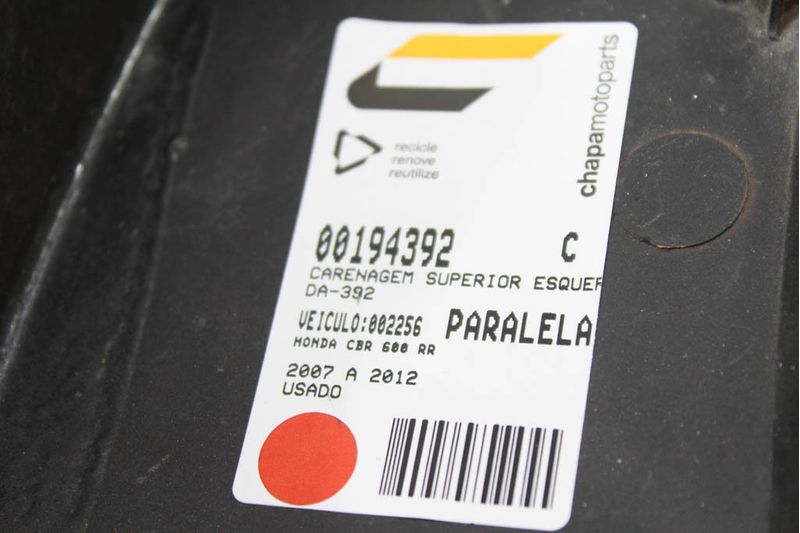 chapamotoparts
recicle
renove
reutilize
00194392 C
CARENAGEM SUPERIOR ESQUER
DA-392
VEICULO:002256 PARALELA
HONDA CBR 600 RR
2007 A 2012
USADO